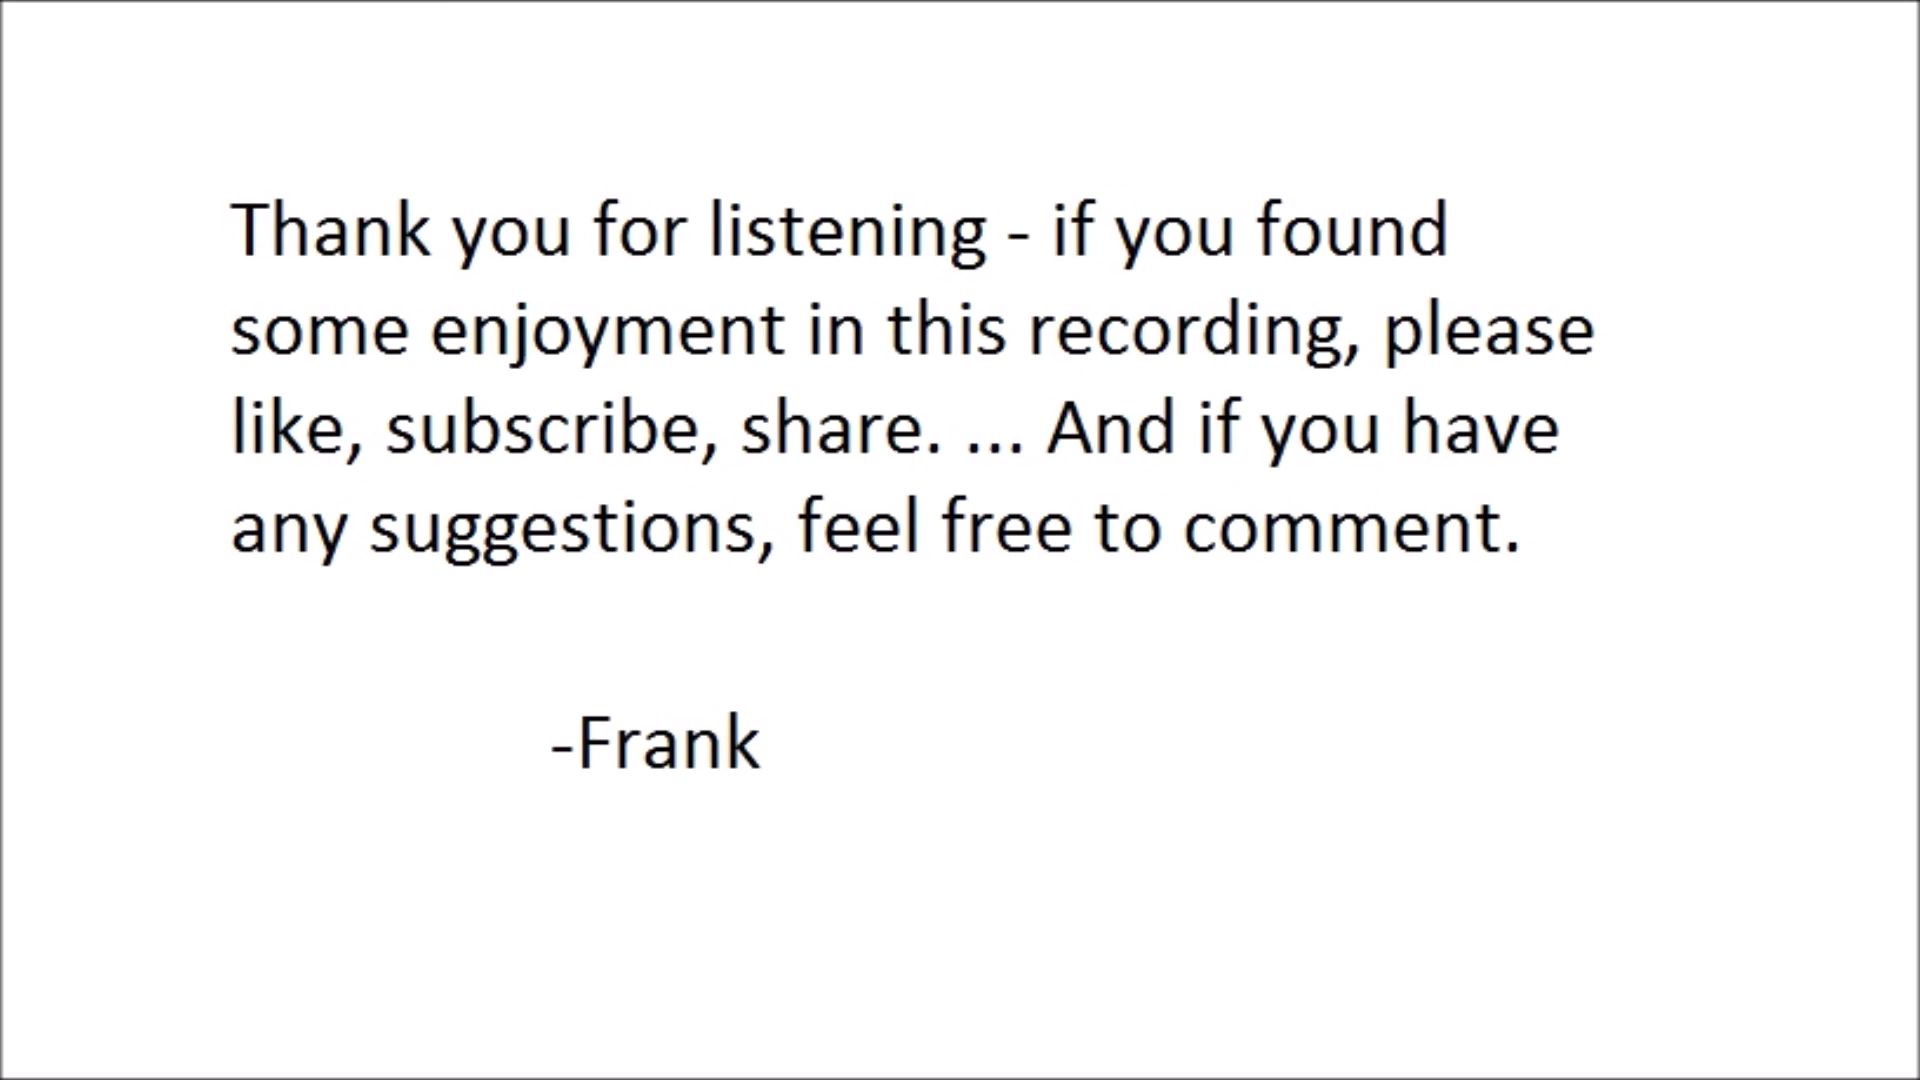 Thank you for listening - if you found
some enjoyment in this recording, please
like, subscribe, share. ... And if you have
any suggestions, feel free to comment.
-Frank